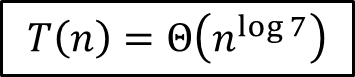 T(n) = Θ(n^{log 7})